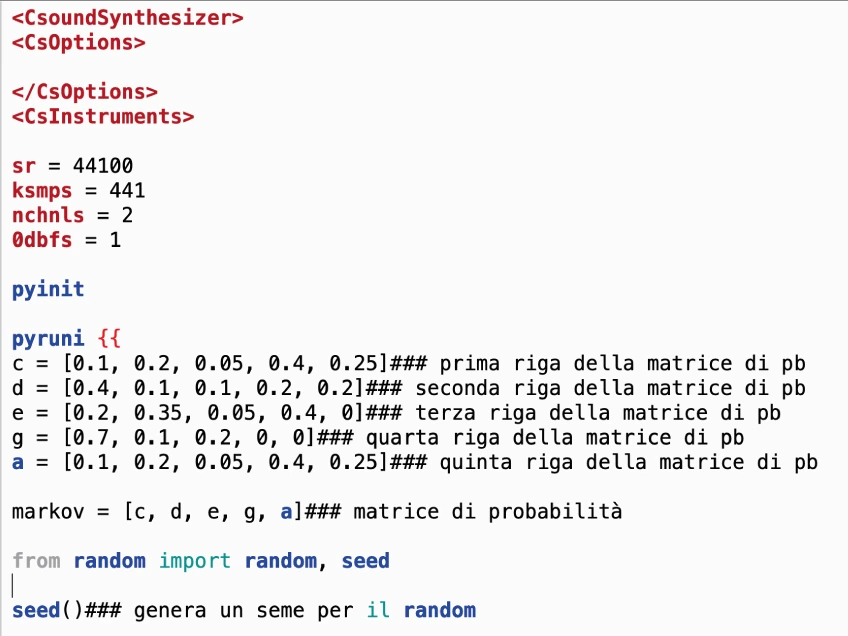 <CsoundSynthesizer>
<CsOptions>
</CsOptions>
<CsInstruments>
sr = 44100
ksmps = 441
nchnls = 2
0dbfs = 1
pyinit
pyruni {{
c = [0.1, 0.2, 0.05, 0.4, 0.25]### prima riga della matrice di pb
d = [0.4, 0.1, 0.1, 0.2, 0.2]### seconda riga della matrice di pb
e = [0.2, 0.35, 0.05, 0.4, 0]### terza riga della matrice di pb
g = [0.7, 0.1, 0.2, 0, 0]### quarta riga della matrice di pb
a = [0.1, 0.2, 0.05, 0.4, 0.25]### quinta riga della matrice di pb
markov = [c, d, e, g, a]### matrice di probabilità
from random import random, seed
seed()### genera un seme per il random